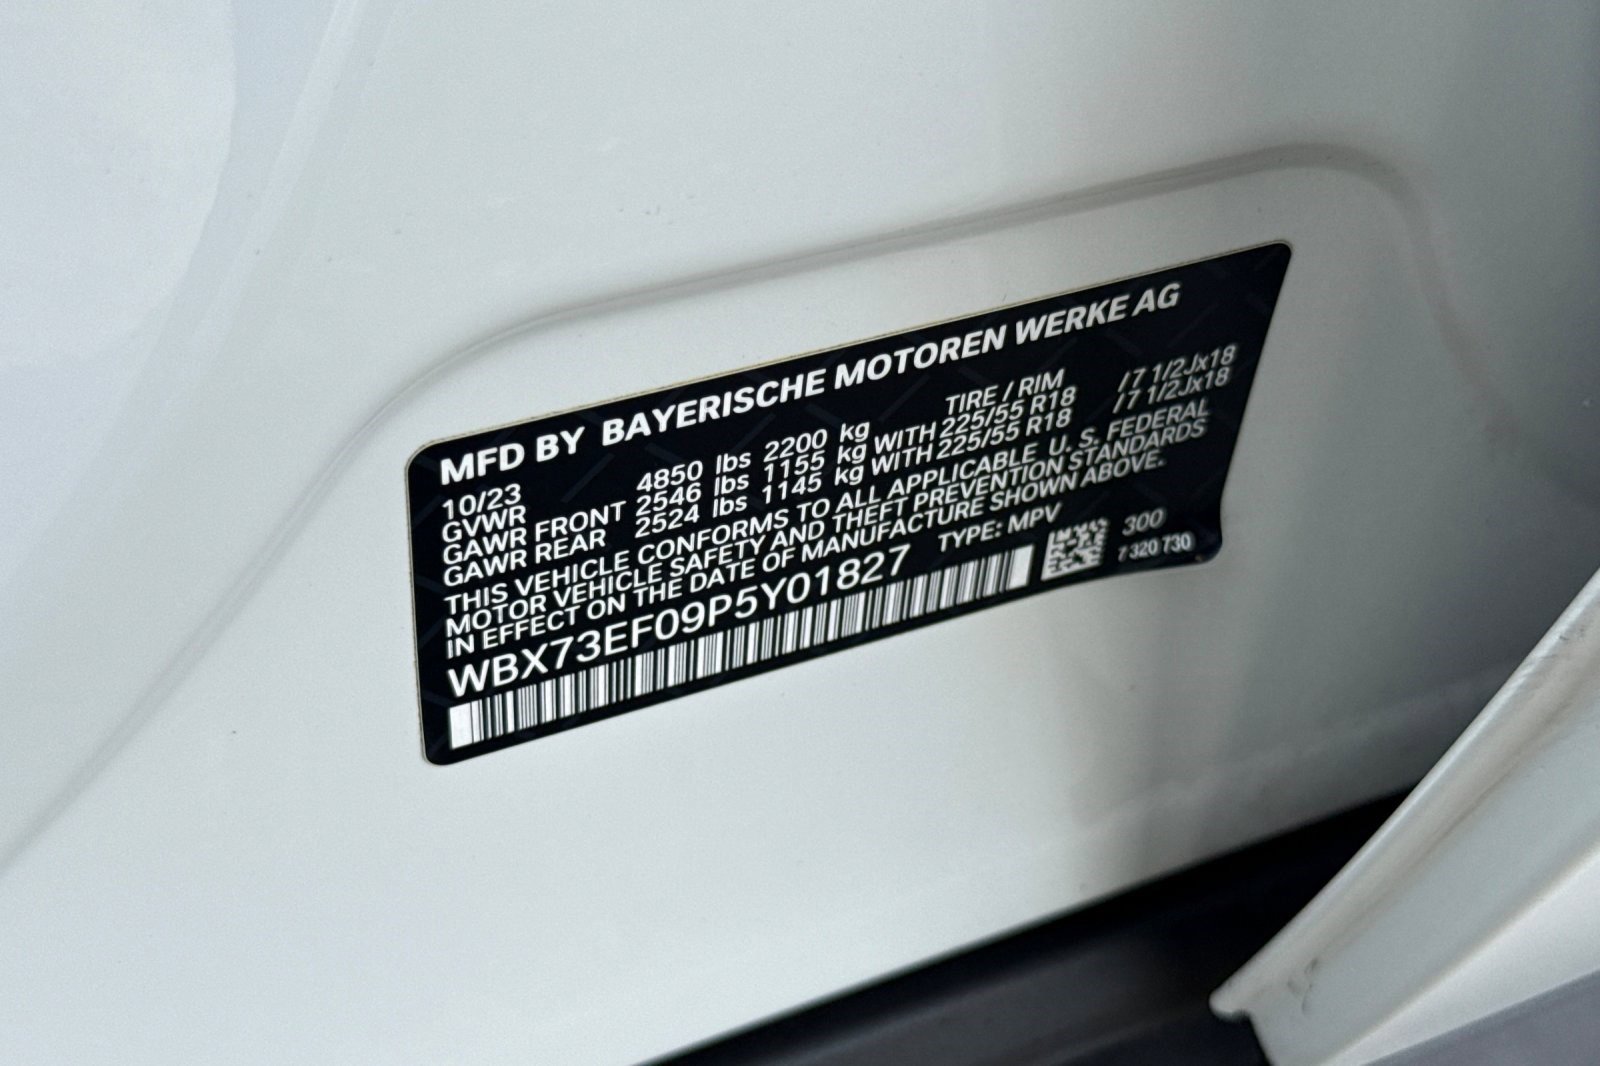 MFD BY BAYERISCHE MOTOREN WERKE AG
10/23 TIRE / RIM
GVWR 4850 lbs 2200 kg
GAWR FRONT 2546 lbs 1155 kg WITH 225/55 R18 / 7 1/2Jx18
GAWR REAR 2524 lbs 1145 kg WITH 225/55 R18 / 7 1/2Jx18
THIS VEHICLE CONFORMS TO ALL APPLICABLE U. S. FEDERAL
MOTOR VEHICLE SAFETY AND THEFT PREVENTION STANDARDS
IN EFFECT ON THE DATE OF MANUFACTURE SHOWN ABOVE.
WBX73EF09P5Y01827 TYPE: MPV 300
7 320 730